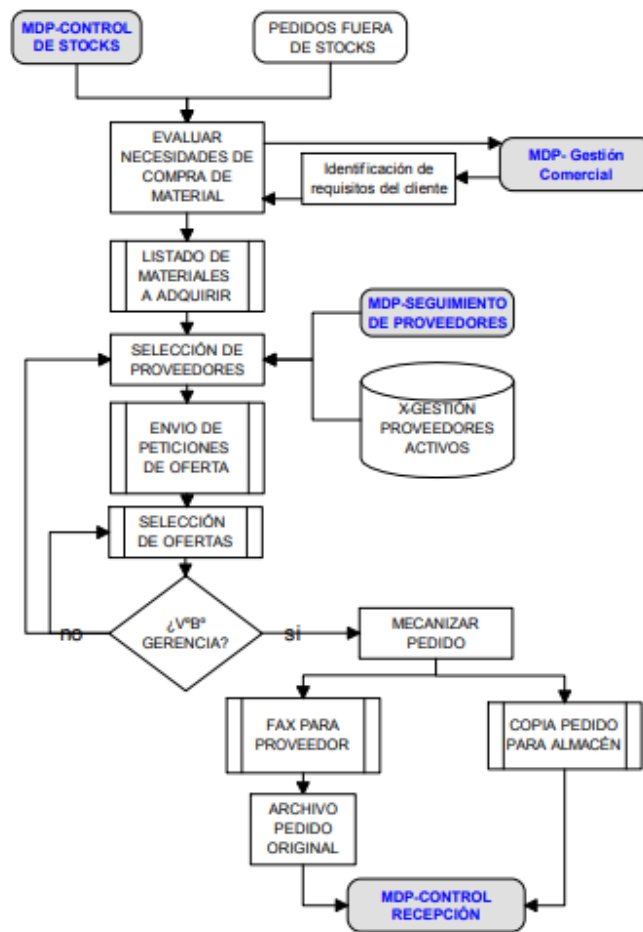 MDP-CONTROL
DE STOCKS
PEDIDOS FUERA
DE STOCKS
EVALUAR
NECESIDADES DE
COMPRA DE
MATERIAL
Identificación de
requisitos del cliente
MDP- Gestión
Comercial
LISTADO DE
MATERIALES
A ADQUIRIR
MDP-SEGUIMIENTO
DE PROVEEDORES
SELECCIÓN DE
PROVEEDORES
X-GESTIÓN
PROVEEDORES
ACTIVOS
ENVIO DE
PETICIONES
DE OFERTA
SELECCIÓN
DE OFERTAS
no
¿VºBº
GERENCIA?
si
MECANIZAR
PEDIDO
FAX PARA
PROVEEDOR
COPIA PEDIDO
PARA ALMACÉN
ARCHIVO
PEDIDO
ORIGINAL
MDP-CONTROL
RECEPCIÓN